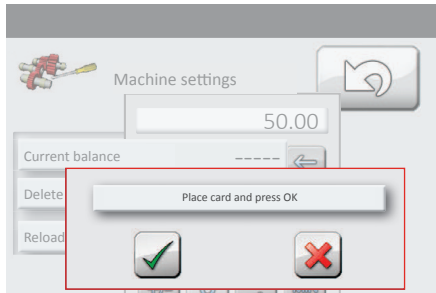 Machine settings
50.00
Current balance -----
Delete
Place card and press OK
Reload